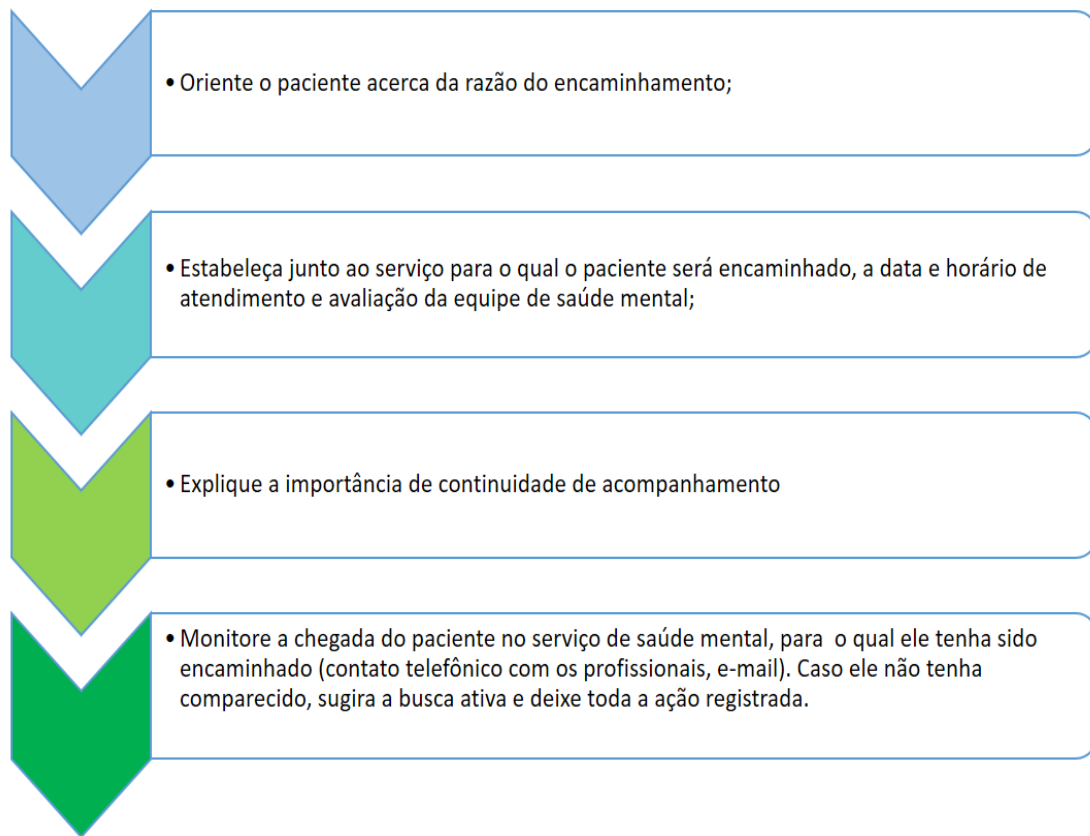 • Oriente o paciente acerca da razão do encaminhamento;
• Estabeleça junto ao serviço para o qual o paciente será encaminhado, a data e horário de
atendimento e avaliação da equipe de saúde mental;
• Explique a importância de continuidade de acompanhamento
• Monitore a chegada do paciente no serviço de saúde mental, para o qual ele tenha sido
encaminhado (contato telefônico com os profissionais, e-mail). Caso ele não tenha
comparecido, sugira a busca ativa e deixe toda a ação registrada.